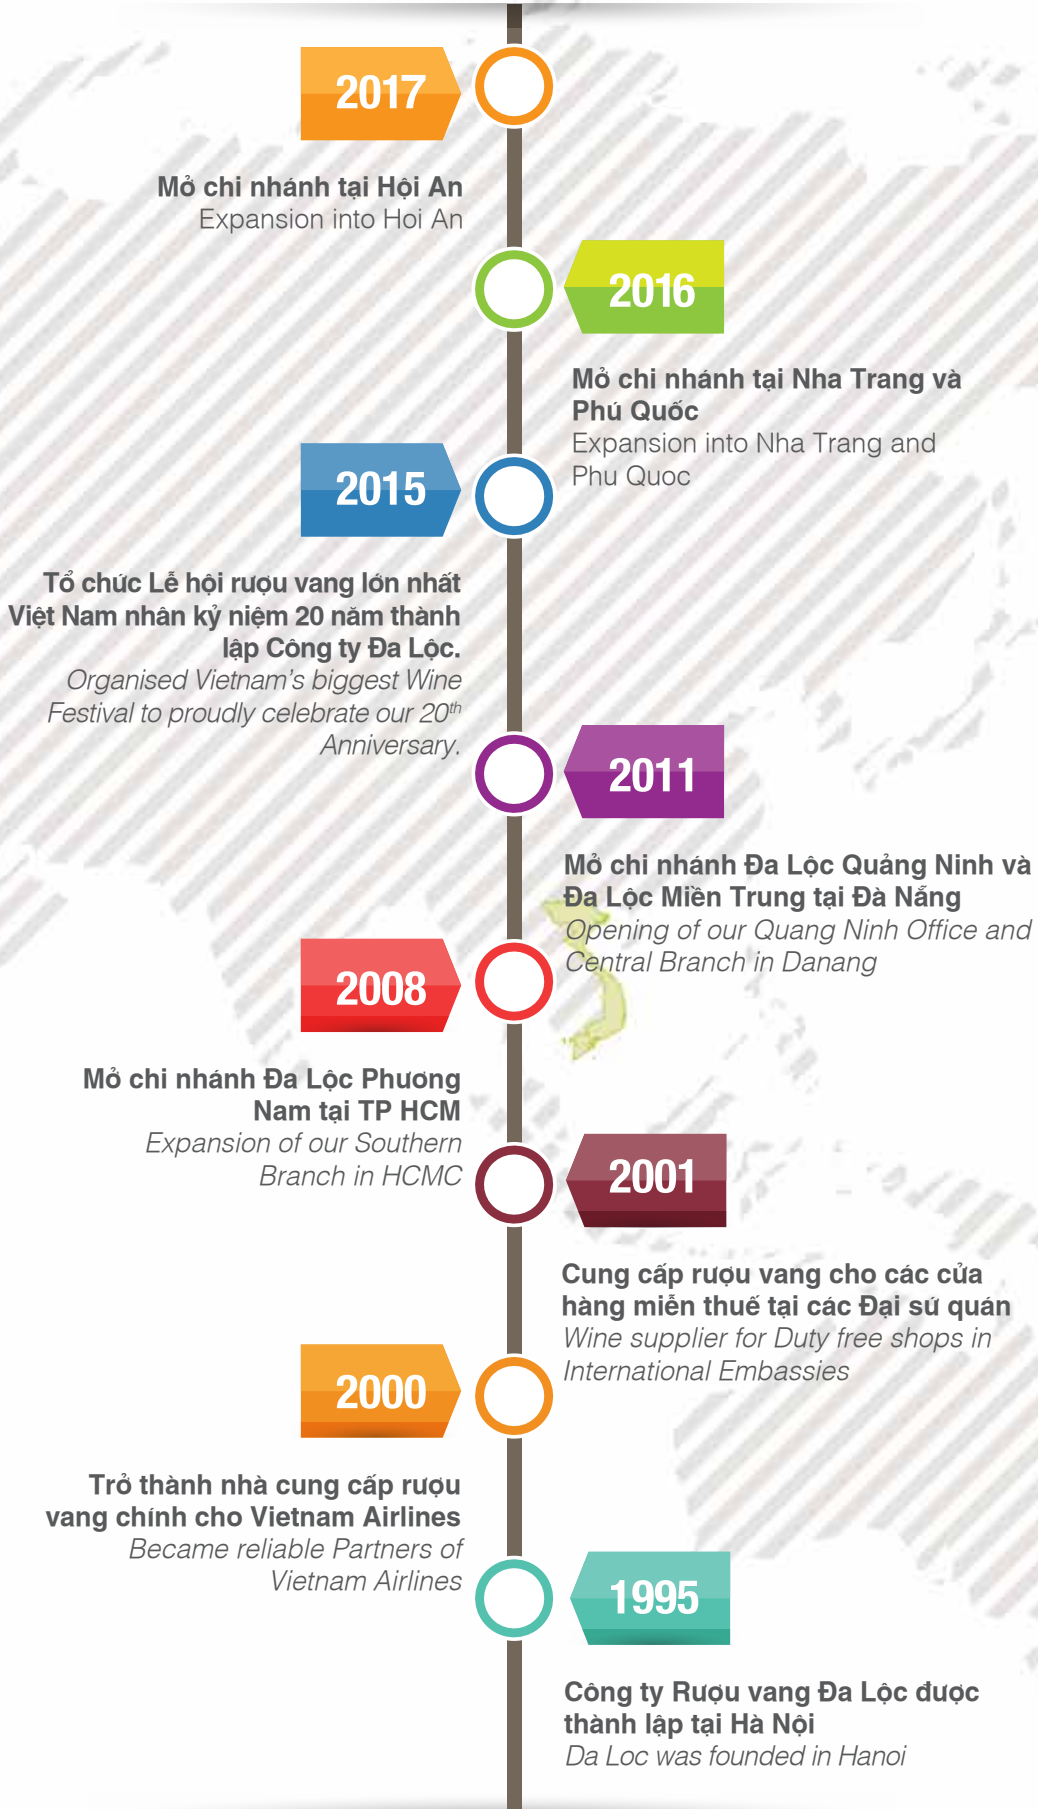 2017
Mở chi nhánh tại Hội An
Expansion into Hoi An
2016
Mở chi nhánh tại Nha Trang và
Phú Quốc
Expansion into Nha Trang and
Phu Quoc
2015
Tổ chức Lễ hội rượu vang lớn nhất
Việt Nam nhân kỷ niệm 20 năm thành
lập Công ty Đa Lộc.
Organised Vietnam's biggest Wine
Festival to proudly celebrate our 20th
Anniversary.
2011
Mở chi nhánh Đa Lộc Quảng Ninh và
Đa Lộc Miền Trung tại Đà Nẵng
Opening of our Quang Ninh Office and
Central Branch in Danang
2008
Mở chi nhánh Đa Lộc Phương
Nam tại TP HCM
Expansion of our Southern
Branch in HCMC
2001
Cung cấp rượu vang cho các cửa
hàng miễn thuế tại các Đại sứ quán
Wine supplier for Duty free shops in
International Embassies
2000
Trở thành nhà cung cấp rượu
vang chính cho Vietnam Airlines
Became reliable Partners of
Vietnam Airlines
1995
Công ty Rượu vang Đa Lộc được
thành lập tại Hà Nội
Da Loc was founded in Hanoi